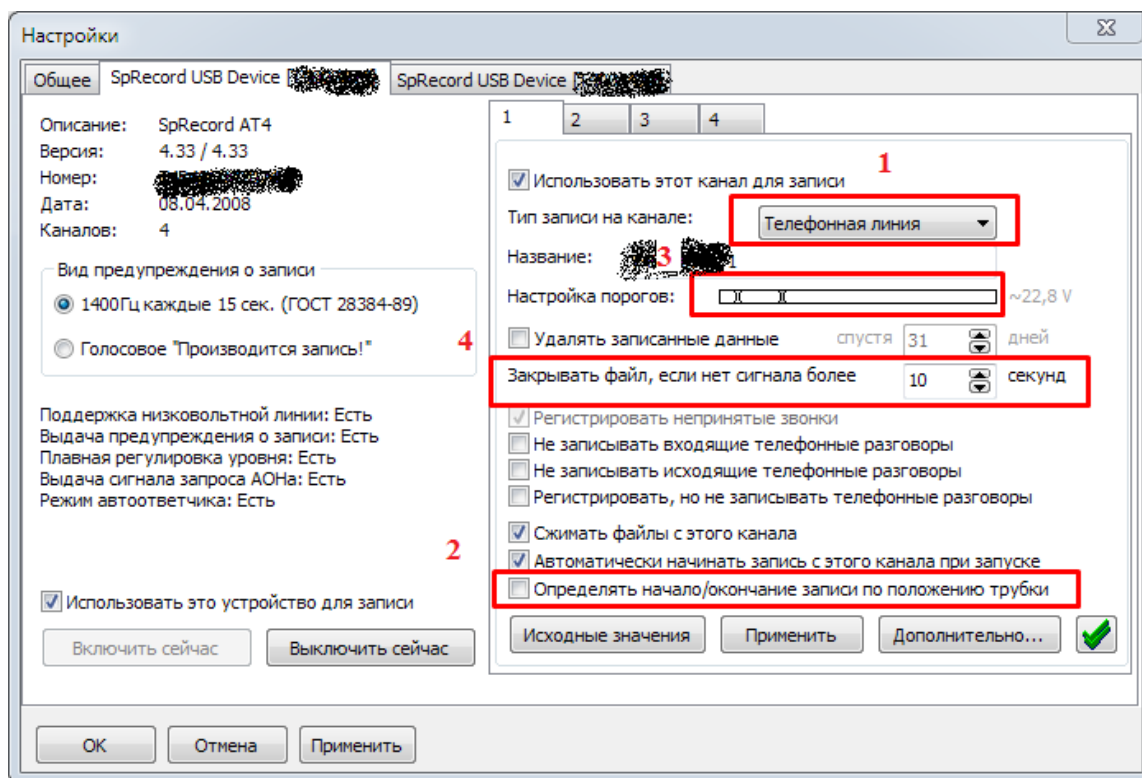 Настройки
Общее
SpRecord USB Device
SpRecord USB Device
Описание: SpRecord AT4
Версия: 4.33 / 4.33
Номер:
Дата: 08.04.2008
Каналов: 4
Вид предупреждения о записи
1400Гц каждые 15 сек. (ГОСТ 28384-89)
Голосовое "Производится запись!"
4
Поддержка низковольтной линии: Есть
Выдача предупреждения о записи: Есть
Плавная регулировка уровня: Есть
Выдача сигнала запроса АОНа: Есть
Режим автоответчика: Есть
2
Использовать это устройство для записи
Включить сейчас
Выключить сейчас
1 2 3 4
1
Использовать этот канал для записи
Тип записи на канале: Телефонная линия
Название: 3 1
Настройка порогов: ~22,8 V
Удалять записанные данные спустя 31 дней
Закрывать файл, если нет сигнала более 10 секунд
Регистрировать непринятые звонки
Не записывать входящие телефонные разговоры
Не записывать исходящие телефонные разговоры
Регистрировать, но не записывать телефонные разговоры
Сжимать файлы с этого канала
Автоматически начинать запись с этого канала при запуске
Определять начало/окончание записи по положению трубки
Исходные значения
Применить
Дополнительно...
OK
Отмена
Применить